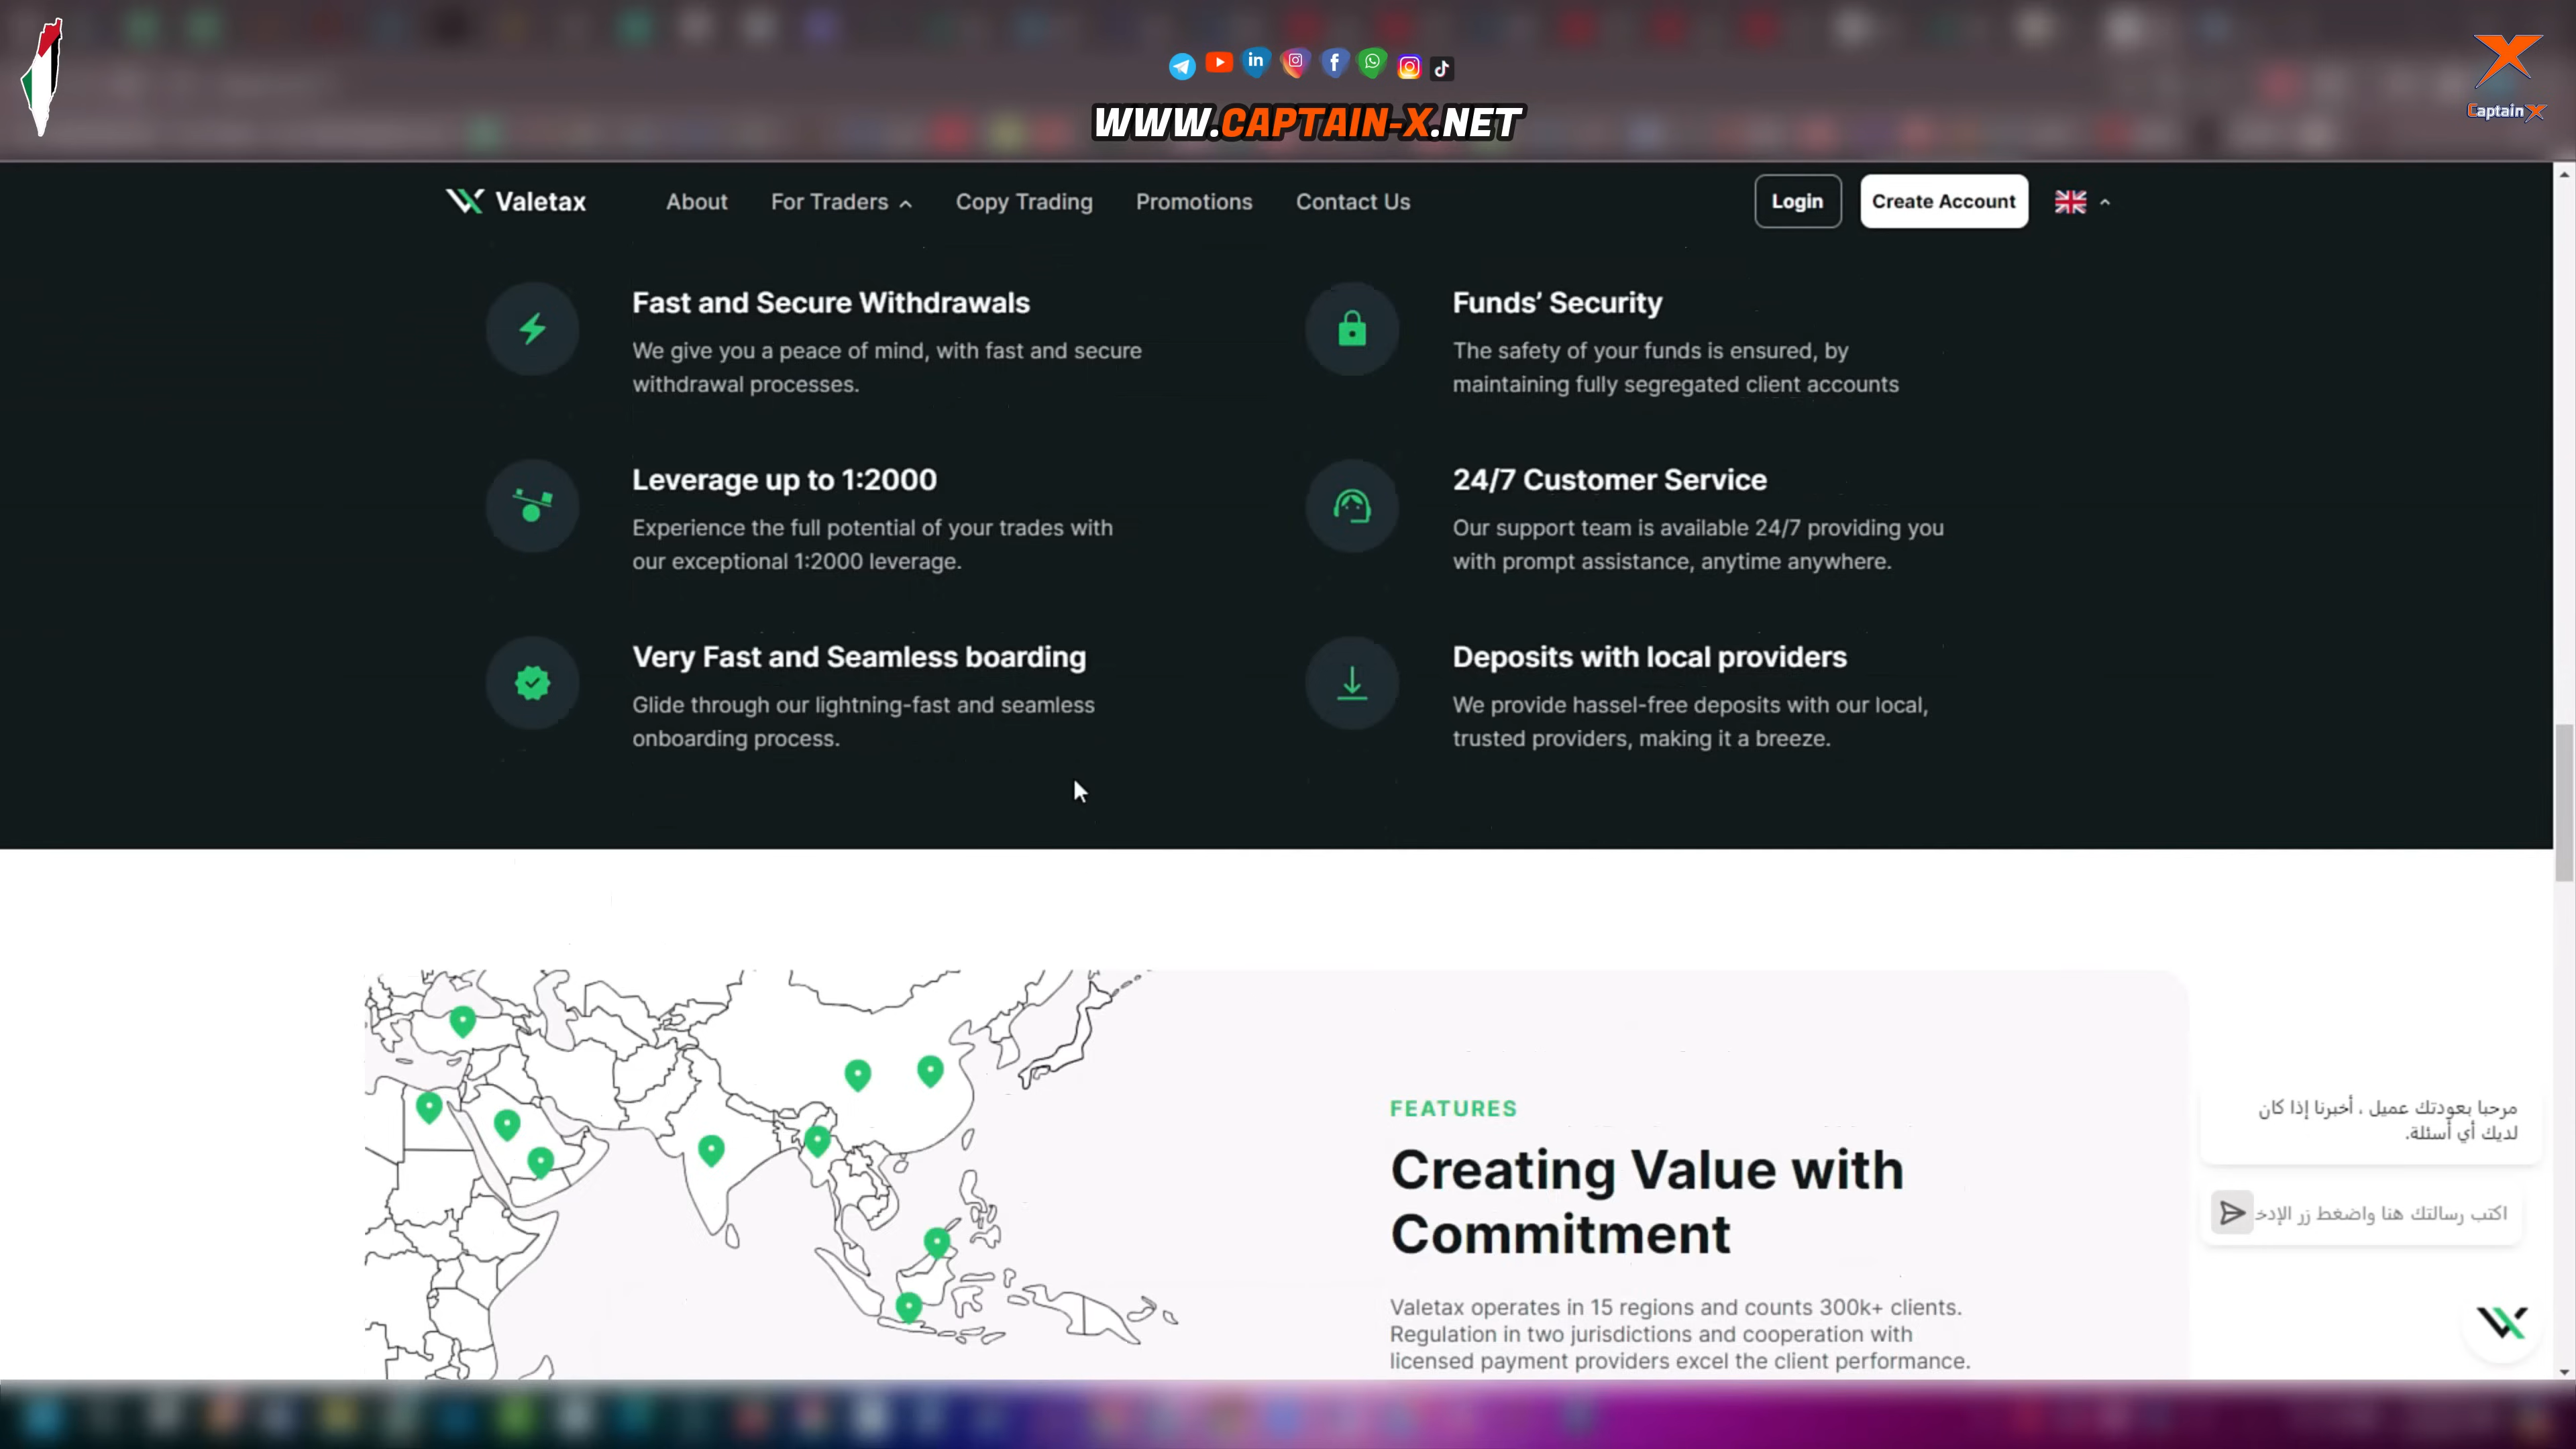 WWW.CAPTAIN-X.NET
Captain X
Valetax
About
For Traders
Copy Trading
Promotions
Contact Us
Login
Create Account
Fast and Secure Withdrawals
We give you a peace of mind, with fast and secure
withdrawal processes.
Funds’ Security
The safety of your funds is ensured, by
maintaining fully segregated client accounts
Leverage up to 1:2000
Experience the full potential of your trades with
our exceptional 1:2000 leverage.
24/7 Customer Service
Our support team is available 24/7 providing you
with prompt assistance, anytime anywhere.
Very Fast and Seamless boarding
Glide through our lightning-fast and seamless
onboarding process.
Deposits with local providers
We provide hassel-free deposits with our local,
trusted providers, making it a breeze.
FEATURES
Creating Value with
Commitment
Valetax operates in 15 regions and counts 300k+ clients.
Regulation in two jurisdictions and cooperation with
licensed payment providers excel the client performance.
مرحبا بعودتك عميل ، أخبرنا إذا كان
لديك أي أسئلة.
اكتب رسالتك هنا واضغط زر الإدخ